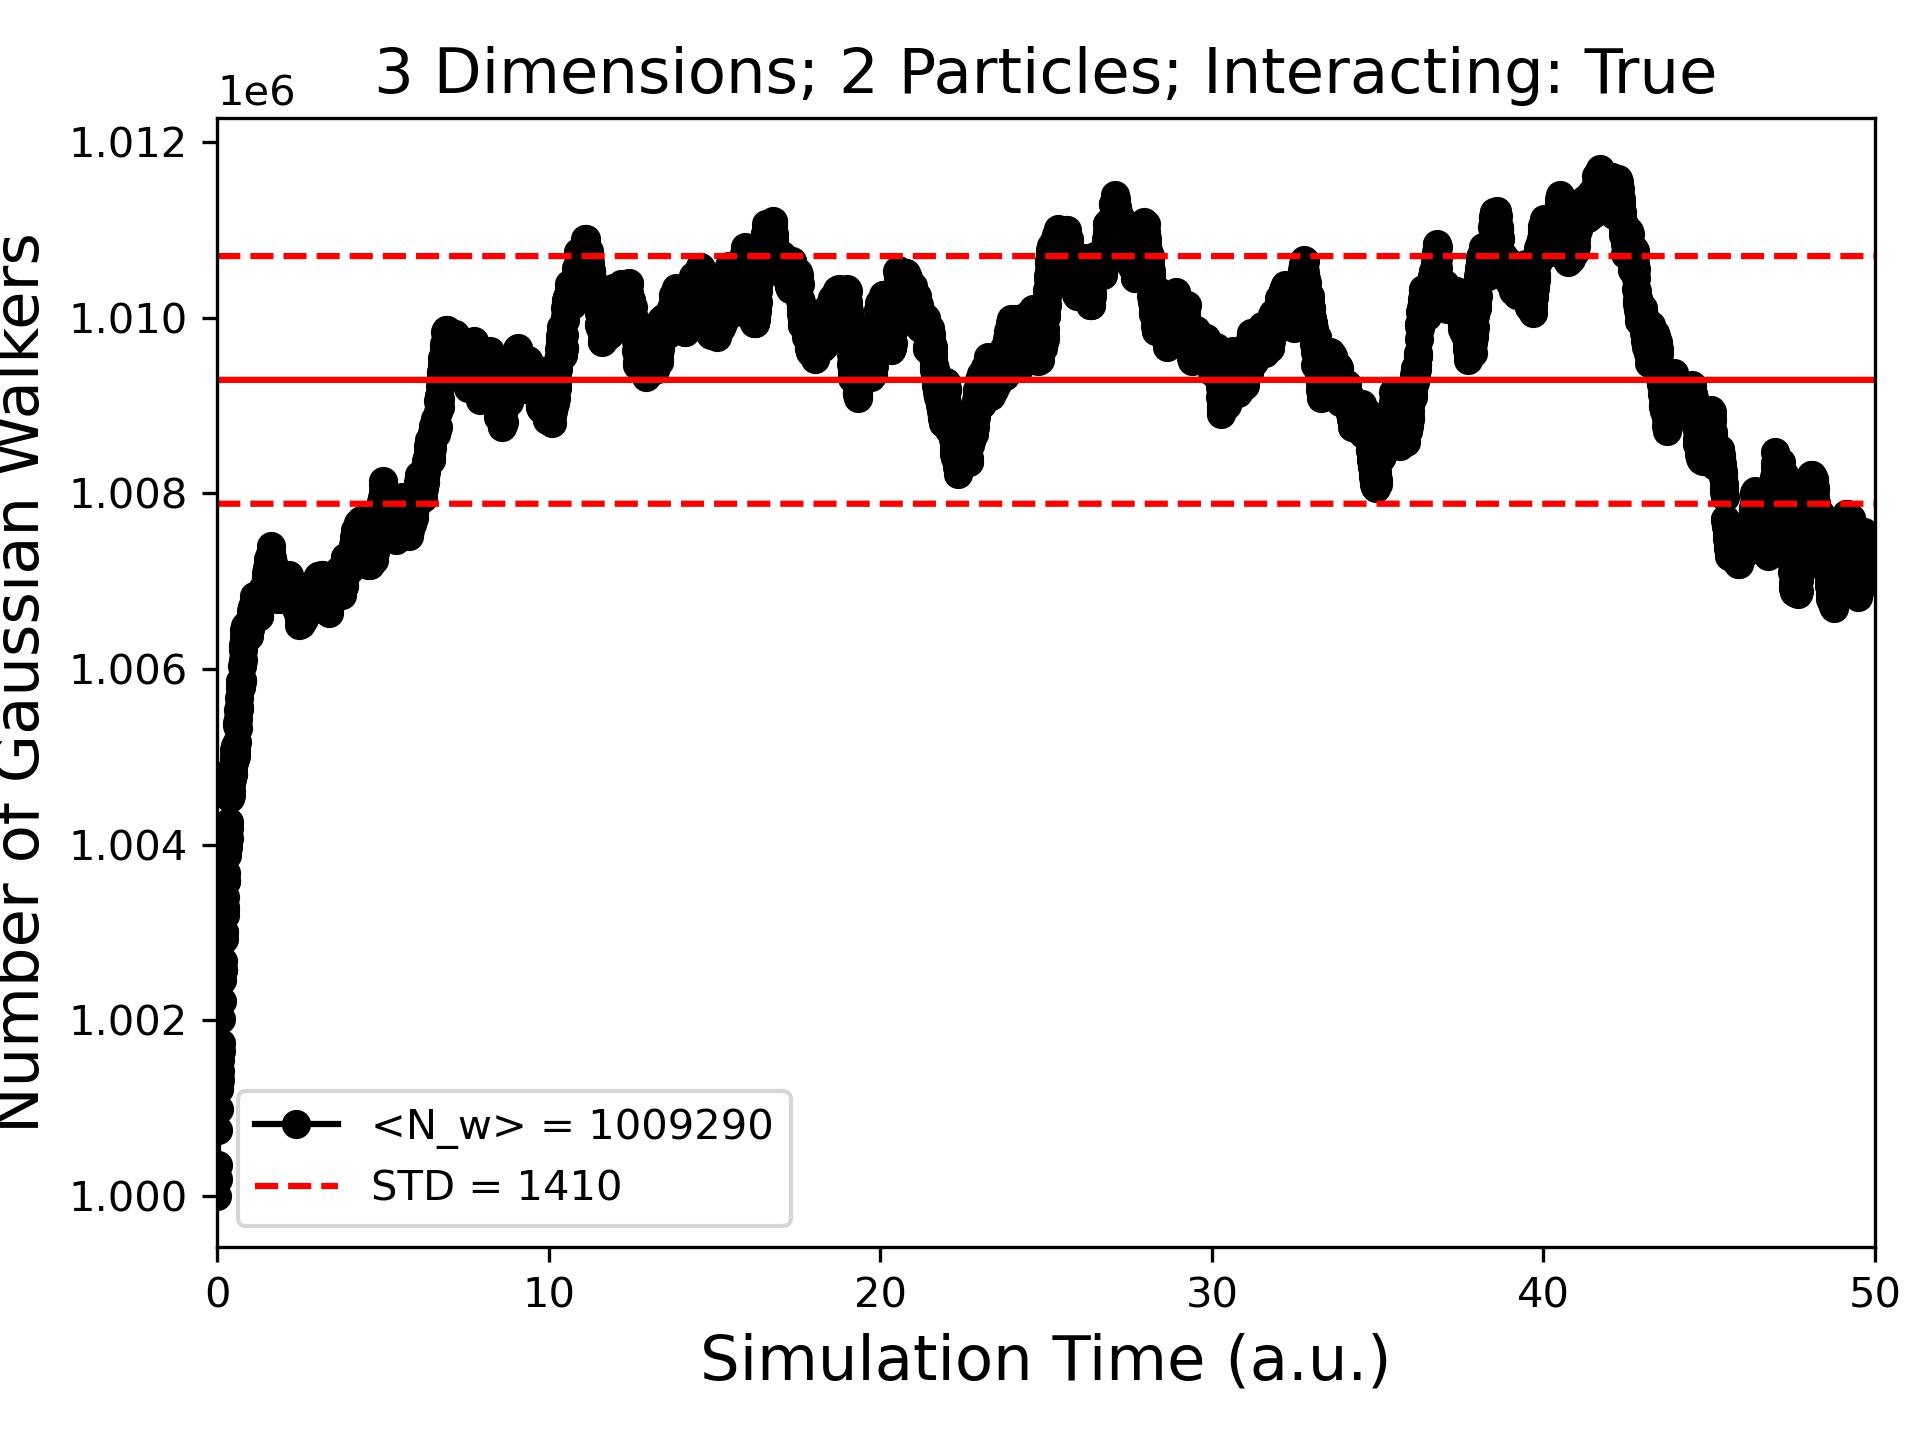 3 Dimensions; 2 Particles; Interacting: True
1e6
1.012
1.010
1.008
1.006
1.004
1.002
1.000
Number of Gaussian Walkers
<N_w> = 1009290
STD = 1410
0 10 20 30 40 50
Simulation Time (a.u.)